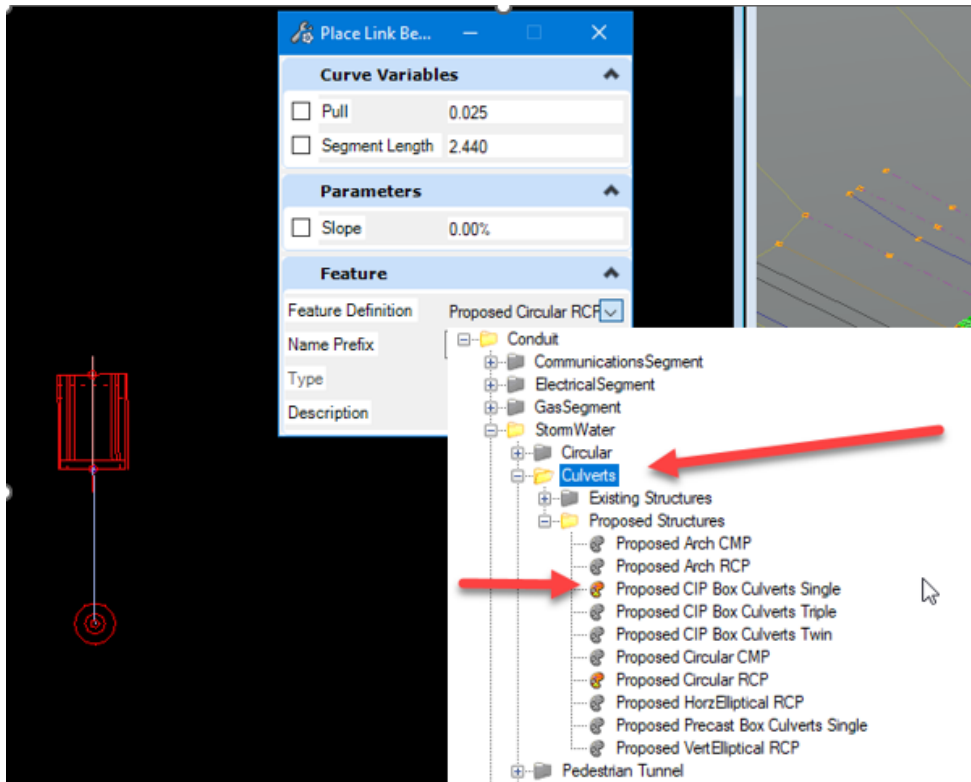 Place Link Be...
Curve Variables
Pull 0.025
Segment Length 2.440
Parameters
Slope 0.00%
Feature
Feature Definition Proposed Circular RCP
Name Prefix
Type
Description
Conduit
CommunicationsSegment
ElectricalSegment
GasSegment
StormWater
Circular
Culverts
Existing Structures
Proposed Structures
Proposed Arch CMP
Proposed Arch RCP
Proposed CIP Box Culverts Single
Proposed CIP Box Culverts Triple
Proposed CIP Box Culverts Twin
Proposed Circular CMP
Proposed Circular RCP
Proposed HorzElliptical RCP
Proposed Precast Box Culverts Single
Proposed VertElliptical RCP
Pedestrian Tunnel